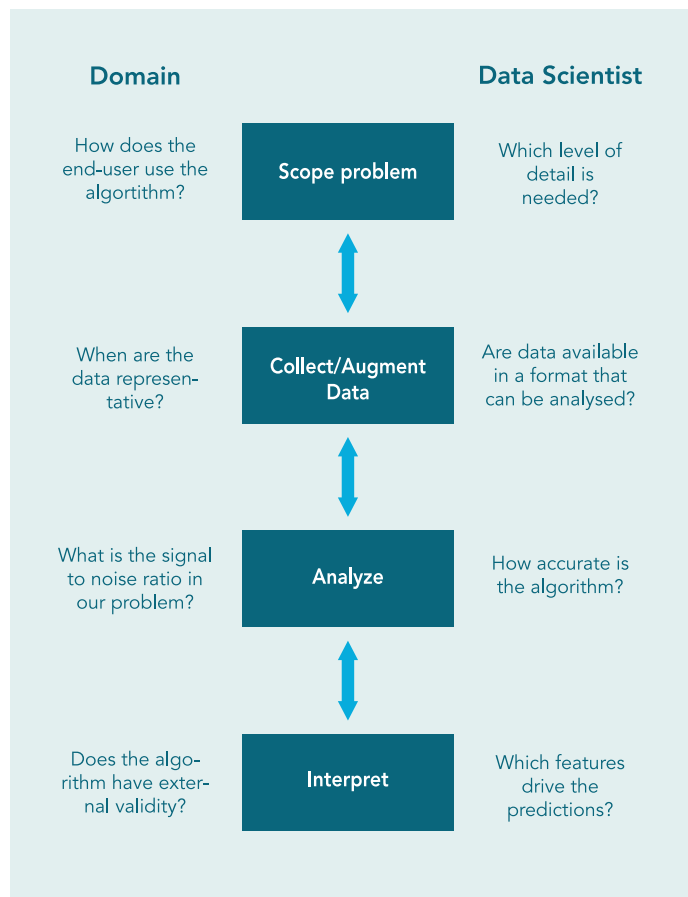 Domain
Data Scientist
How does the
end-user use the
algortithm?
Scope problem
Which level of
detail is
needed?
When are the
data represen-
tative?
Collect/Augment
Data
Are data available
in a format that
can be analysed?
What is the signal
to noise ratio in
our problem?
Analyze
How accurate is
the algorithm?
Does the algo-
rithm have exter-
nal validity?
Interpret
Which features
drive the
predictions?